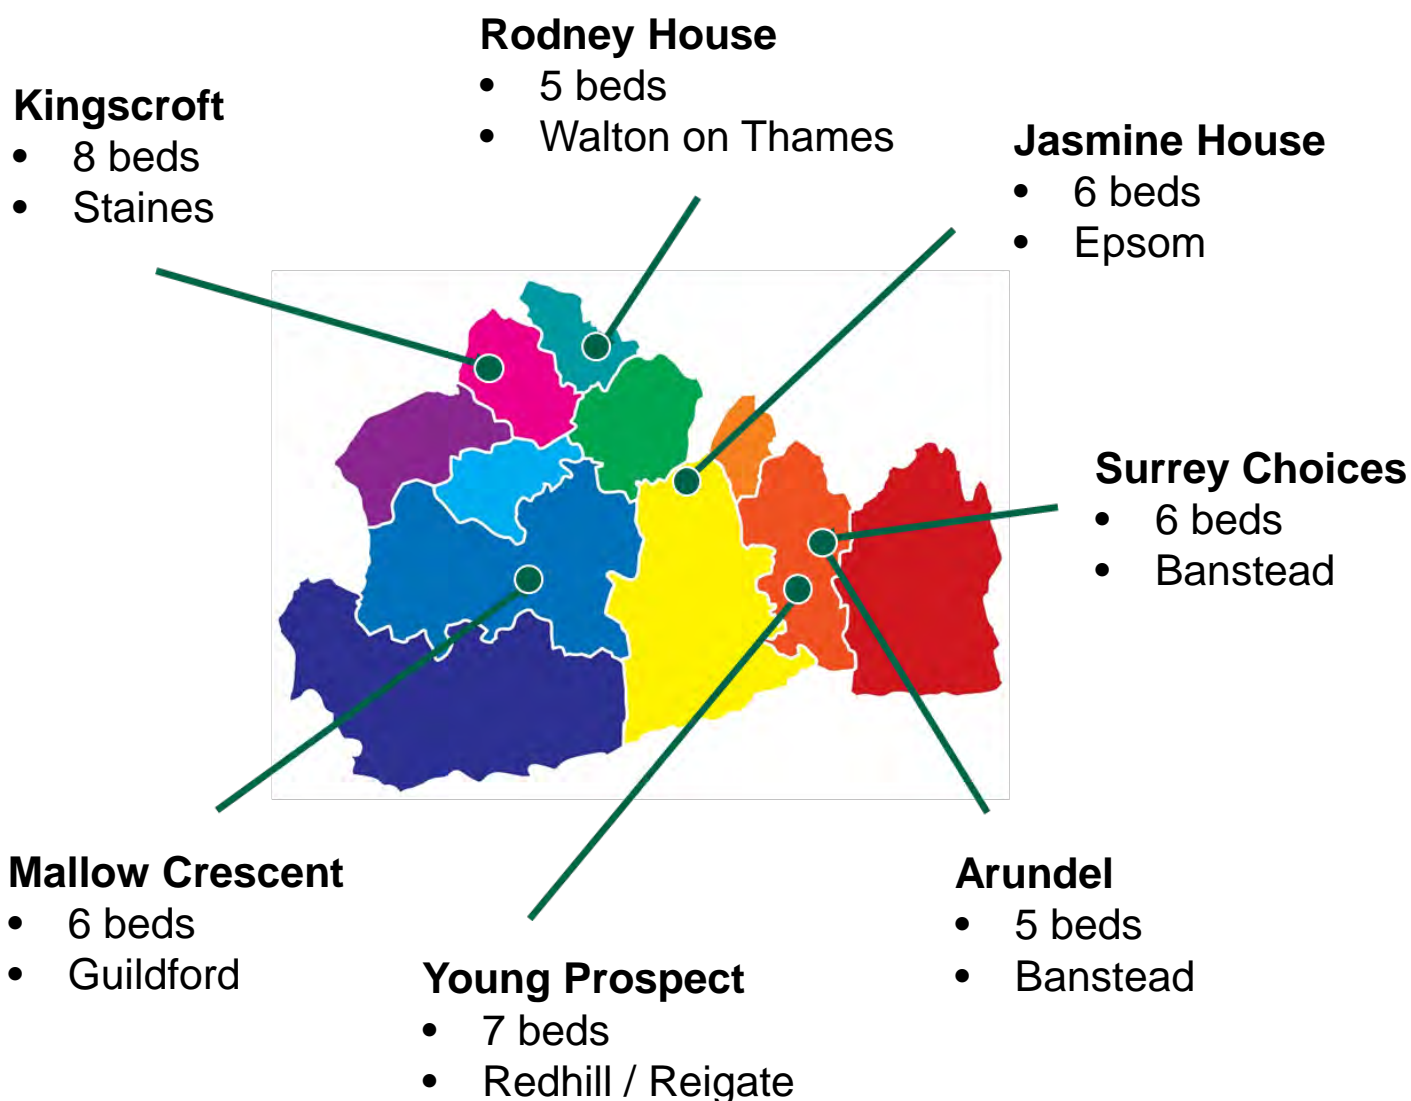 Rodney House
• 5 beds
• Walton on Thames
Kingscroft
• 8 beds
• Staines
Jasmine House
• 6 beds
• Epsom
Surrey Choices
• 6 beds
• Banstead
Mallow Crescent
• 6 beds
• Guildford
Young Prospect
• 7 beds
• Redhill / Reigate
Arundel
• 5 beds
• Banstead